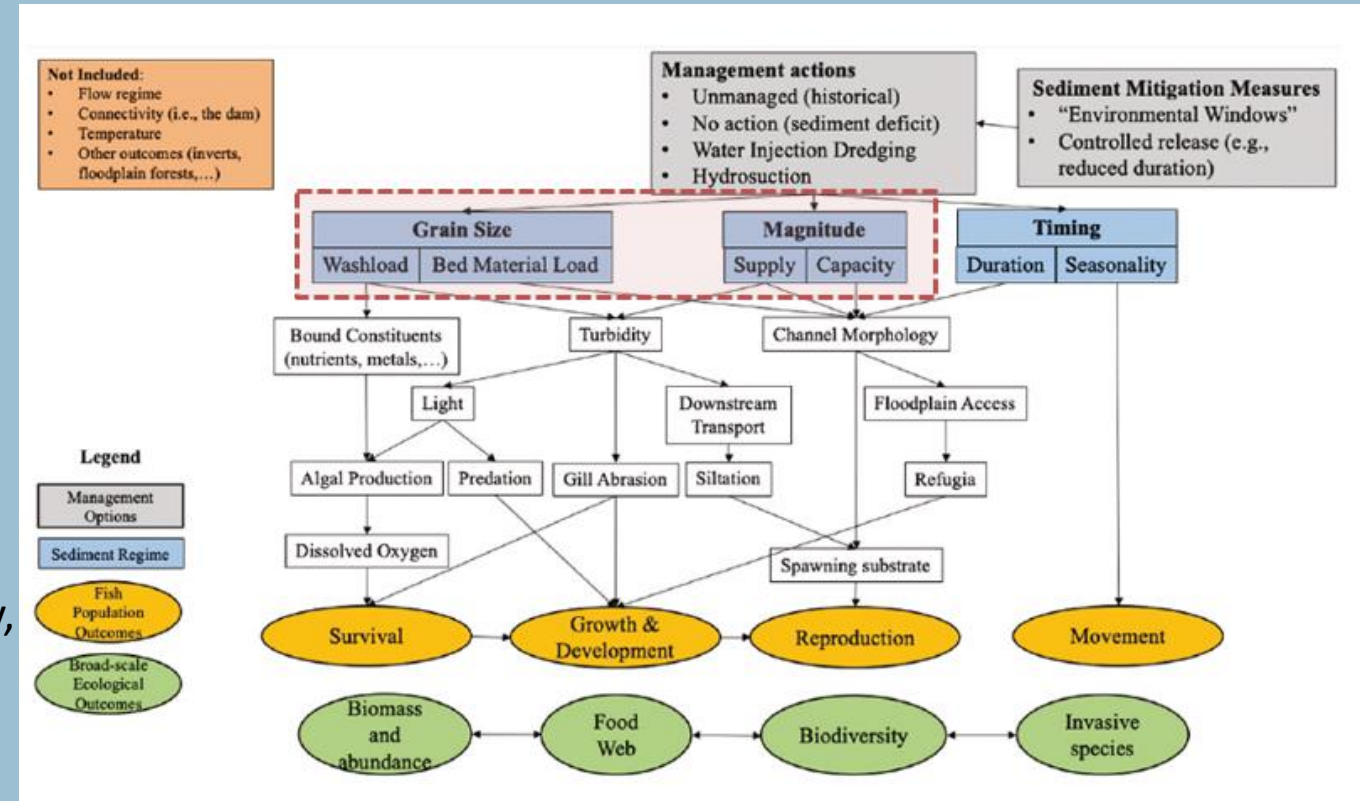 Not Included:
• Flow regime
• Connectivity (i.e., the dam)
• Temperature
• Other outcomes (inverts,
floodplain forests,...)
Management actions
• Unmanaged (historical)
• No action (sediment deficit)
• Water Injection Dredging
• Hydrosuction
Sediment Mitigation Measures
• “Environmental Windows”
• Controlled release (e.g.,
reduced duration)
Grain Size
Washload Bed Material Load
Magnitude
Supply Capacity
Timing
Duration Seasonality
Bound Constituents
(nutrients, metals,...)
Turbidity
Channel Morphology
Light
Downstream
Transport
Floodplain Access
Algal Production
Predation
Gill Abrasion
Siltation
Refugia
Dissolved Oxygen
Spawning substrate
Survival
Growth &
Development
Reproduction
Movement
Biomass
and
abundance
Food
Web
Biodiversity
Invasive
species
Legend
Management
Options
Sediment Regime
Fish
Population
Outcomes
Broad-scale
Ecological
Outcomes